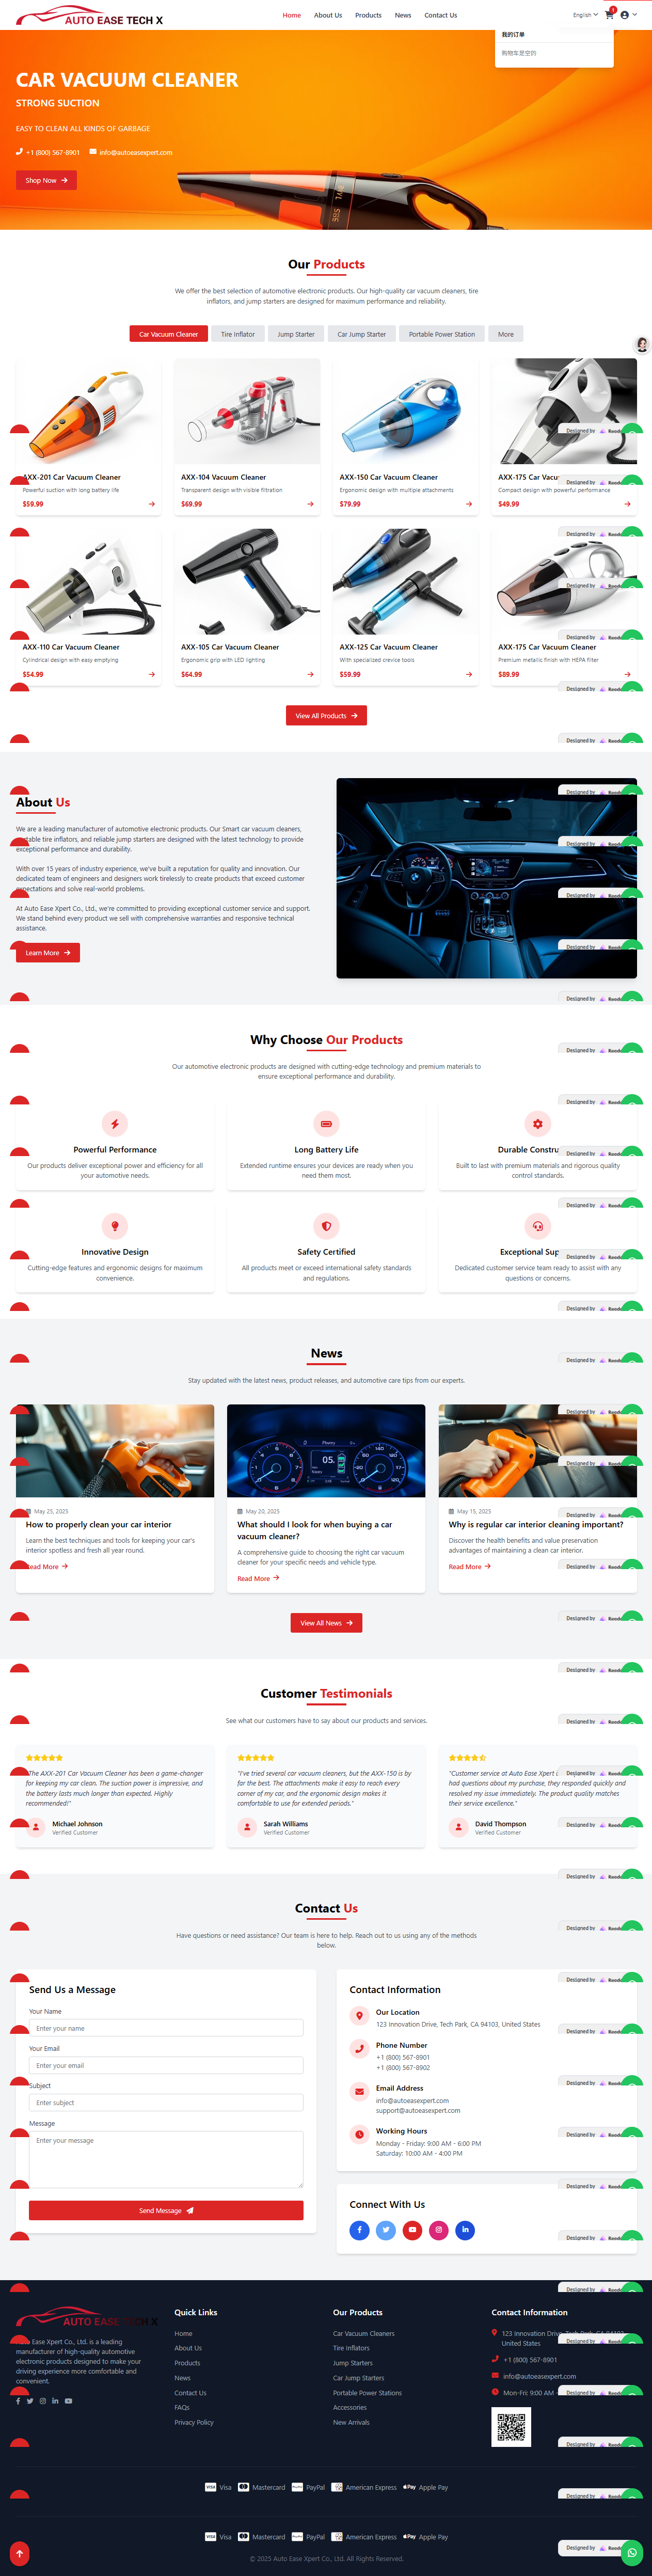 AUTO EASE TECH X
Home
About Us
Products
News
Contact Us
English
1
我的订单
购物车是空的
CAR VACUUM CLEANER
STRONG SUCTION
EASY TO CLEAN ALL KINDS OF GARBAGE
+1 (800) 567-8901
info@autoeasexpert.com
Shop Now
Our Products
We offer the best selection of automotive electronic products. Our high-quality car vacuum cleaners, tire
inflators, and jump starters are designed for maximum performance and reliability.
Car Vacuum Cleaner
Tire Inflator
Jump Starter
Car Jump Starter
Portable Power Station
More
AXX-201 Car Vacuum Cleaner
Powerful suction with long battery life
$59.99
AXX-104 Vacuum Cleaner
Transparent design with visible filtration
$69.99
AXX-150 Car Vacuum Cleaner
Ergonomic design with multiple attachments
$79.99
AXX-175 Car
Compact design with powerful performance
$49.99
AXX-110 Car Vacuum Cleaner
Cylindrical design with easy emptying
$54.99
AXX-105 Car Vacuum Cleaner
Ergonomic grip with LED lighting
$64.99
AXX-125 Car Vacuum Cleaner
With specialized crevice tools
$59.99
AXX-175 Car Vacuum Cleaner
Premium metallic finish with HEPA filter
$89.99
View All Products
About Us
We are a leading manufacturer of automotive electronic products. Our Smart car vacuum cleaners,
tire inflators, and reliable jump starters are designed with the latest technology to provide
exceptional performance and durability.
With over 15 years of industry experience, we've built a reputation for quality and innovation. Our
dedicated team of engineers and designers work tirelessly to create products that exceed customer
expectations and solve real-world problems.
At Auto Ease Xpert Co., Ltd., we're committed to providing exceptional customer service and support.
We stand behind every product we sell with comprehensive warranties and responsive technical
assistance.
Learn More
Why Choose Our Products
Our automotive electronic products are designed with cutting-edge technology and premium materials to
ensure exceptional performance and durability.
Powerful Performance
Our products deliver exceptional power and efficiency for all
your automotive needs.
Long Battery Life
Extended runtime ensures your devices are ready when you
need them most.
Durable
Built to last with premium materials and rigorous quality
control standards.
Innovative Design
Cutting-edge features and ergonomic designs for maximum
convenience.
Safety Certified
All products meet or exceed international safety standards
and regulations.
Exceptional
Dedicated customer service team ready to assist with any
questions or concerns.
News
Stay updated with the latest news, product releases, and automotive care tips from our experts.
May 25, 2025
How to properly clean your car interior
Learn the best techniques and tools for keeping your car's
interior spotless and fresh all year round.
Read More
May 20, 2025
What should I look for when buying a car
vacuum cleaner?
A comprehensive guide to choosing the right car vacuum
cleaner for your specific needs and vehicle type.
Read More
May 15, 2025
Why is regular car interior cleaning important?
Discover the health benefits and value preservation
advantages of maintaining a clean car interior.
Read More
View All News
Customer Testimonials
See what our customers have to say about our products and services.
"The AXX-201 Car Vacuum Cleaner has been a game-changer
for keeping my car clean. The suction power is impressive, and
the battery lasts much longer than expected. Highly
recommended!"
Michael Johnson
Verified Customer
"I've tried several car vacuum cleaners, but the AXX-150 is by
far the best. The attachments make it easy to reach every
corner of my car, and the ergonomic design makes it
comfortable to use for extended periods."
Sarah Williams
Verified Customer
"Customer service at Auto Ease Xpert
had questions about my purchase, they responded quickly and
resolved my issue immediately. The product quality matches
their service excellence."
David Thompson
Verified Customer
Contact Us
Have questions or need assistance? Our team is here to help. Reach out to us using any of the methods
below.
Send Us a Message
Your Name
Enter your name
Your Email
Enter your email
Subject
Enter subject
Message
Enter your message
Send Message
Contact Information
Our Location
123 Innovation Drive, Tech Park, CA 94103, United States
Phone Number
+1 (800) 567-8901
+1 (800) 567-8902
Email Address
info@autoeasexpert.com
support@autoeasexpert.com
Working Hours
Monday - Friday: 9:00 AM - 6:00 PM
Saturday: 10:00 AM - 4:00 PM
Connect With Us
AUTO EASE TECH X
Ease Xpert Co., Ltd. is a leading
manufacturer of high-quality automotive
electronic products designed to make your
driving experience more comfortable and
convenient.
Quick Links
Home
About Us
Products
News
Contact Us
FAQs
Privacy Policy
Our Products
Car Vacuum Cleaners
Tire Inflators
Jump Starters
Car Jump Starters
Portable Power Stations
Accessories
New Arrivals
Contact Information
123 Innovation Drive, Tech Park, CA 94103,
United States
+1 (800) 567-8901
info@autoeasexpert.com
Mon-Fri: 9:00 AM
Visa
Mastercard
PayPal
American Express
Apple Pay
Visa
Mastercard
PayPal
American Express
Apple Pay
© 2025 Auto Ease Xpert Co., Ltd. All Rights Reserved.
Designed by